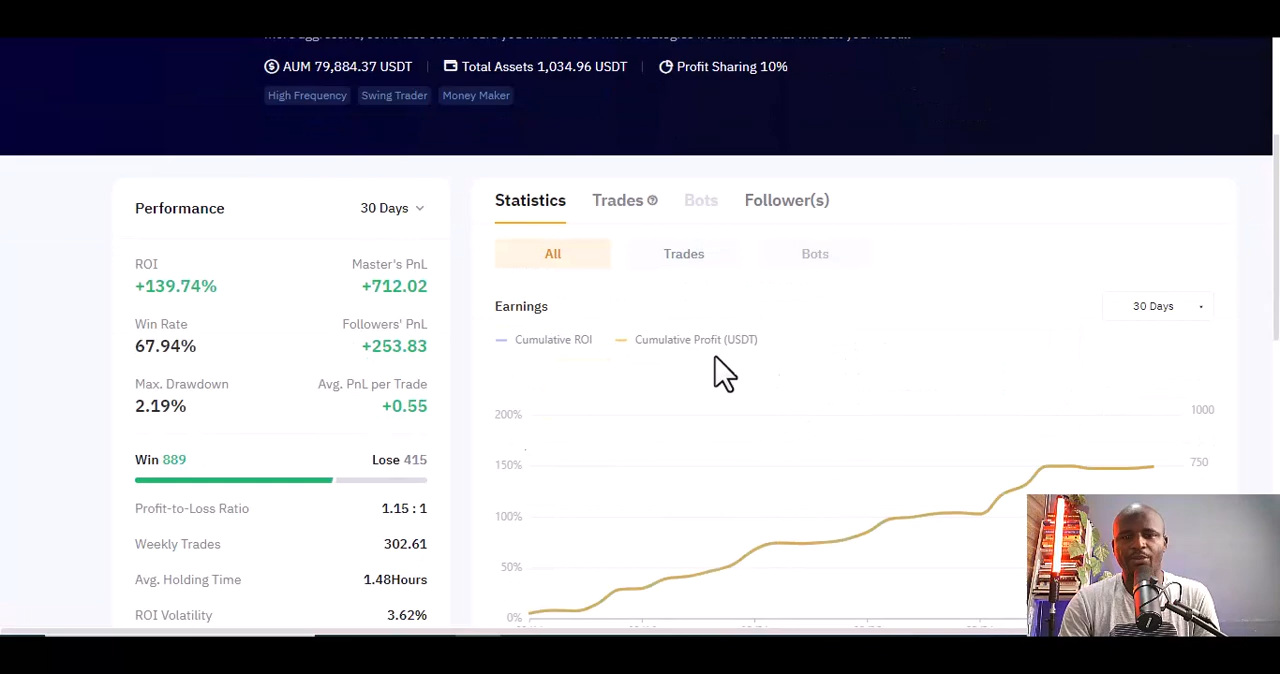 more aggressive, some less
AUM 79,884.37 USDT
Total Assets 1,034.96 USDT
Profit Sharing 10%
High Frequency
Swing Trader
Money Maker
Performance
30 Days
ROI
Master's PnL
+139.74%
+712.02
Win Rate
Followers' PnL
67.94%
+253.83
Max. Drawdown
Avg. PnL per Trade
2.19%
+0.55
Win 889
Lose 415
Profit-to-Loss Ratio
1.15 : 1
Weekly Trades
302.61
Avg. Holding Time
1.48Hours
ROI Volatility
3.62%
Statistics
Trades
Bots
Follower(s)
All
Trades
Bots
Earnings
30 Days
Cumulative ROI
Cumulative Profit (USDT)
200%
1000
150%
750
100%
50%
0%